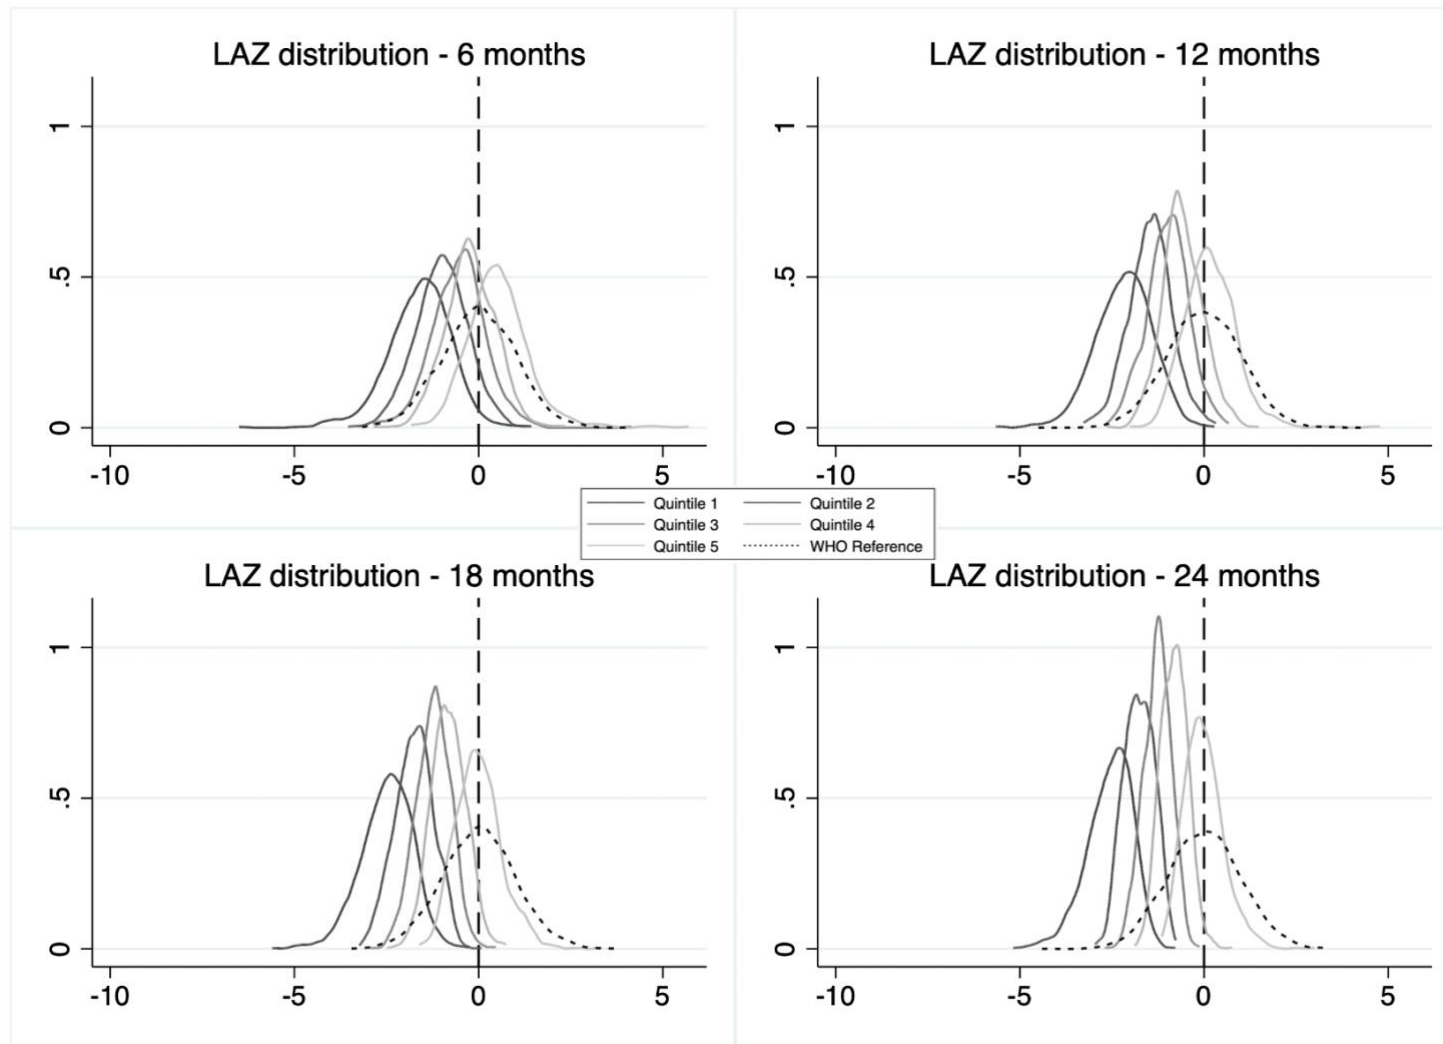 LAZ distribution - 6 months
1
.5
0
-10 -5 0 5
LAZ distribution - 12 months
1
.5
0
-10 -5 0 5
Quintile 1 Quintile 2
Quintile 3 Quintile 4
Quintile 5 WHO Reference
LAZ distribution - 18 months
1
.5
0
-10 -5 0 5
LAZ distribution - 24 months
1
.5
0
-10 -5 0 5